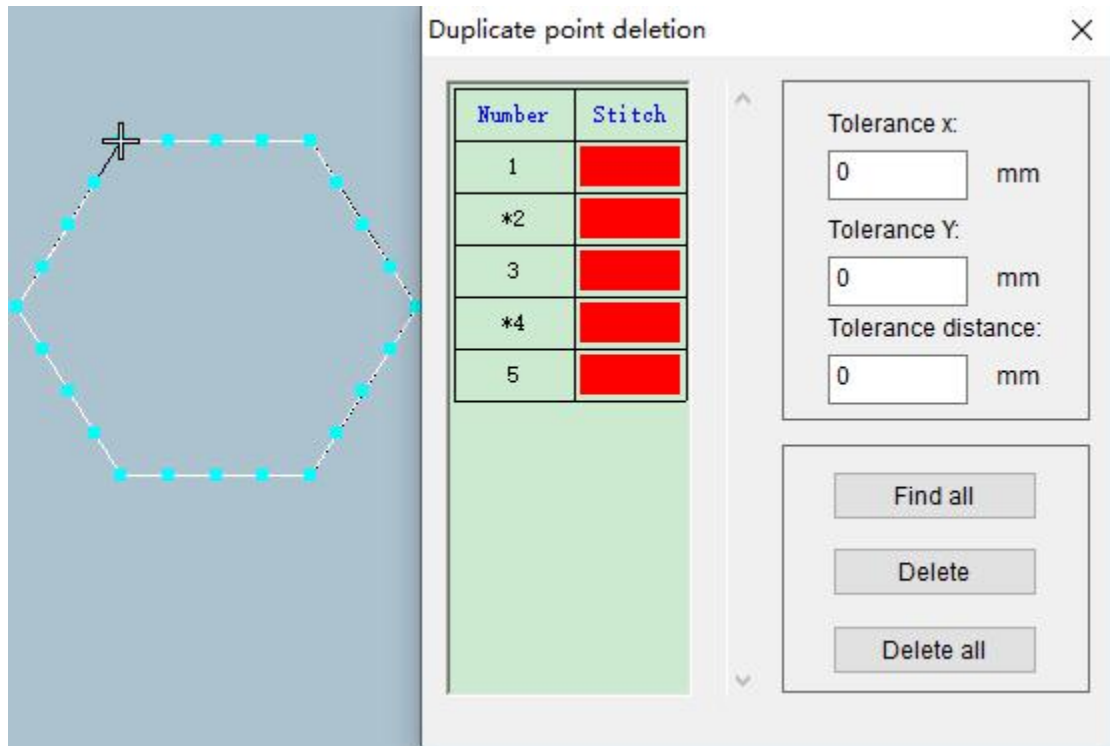 Duplicate point deletion
Number Stitch
1
*2
3
*4
5
Tolerance x:
0 mm
Tolerance Y:
0 mm
Tolerance distance:
0 mm
Find all
Delete
Delete all